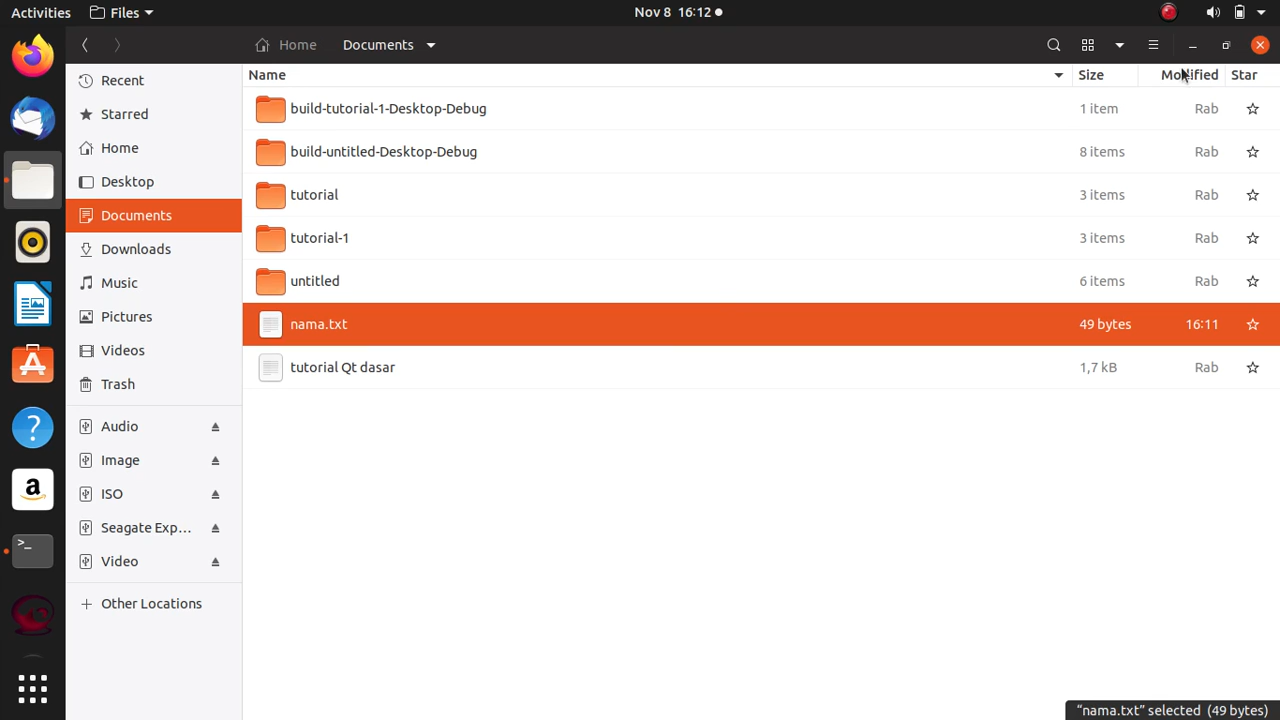 Activities Files Nov 8 16:12
Home Documents
Name Size Modified Star
Recent
Starred
Home
Desktop
Documents
Downloads
Music
Pictures
Videos
Trash
Audio
Image
ISO
Seagate Exp...
Video
+ Other Locations
build-tutorial-1-Desktop-Debug 1 item Rab
build-untitled-Desktop-Debug 8 items Rab
tutorial 3 items Rab
tutorial-1 3 items Rab
untitled 6 items Rab
nama.txt 49 bytes 16:11
tutorial Qt dasar 1,7 kB Rab
"nama.txt" selected (49 bytes)